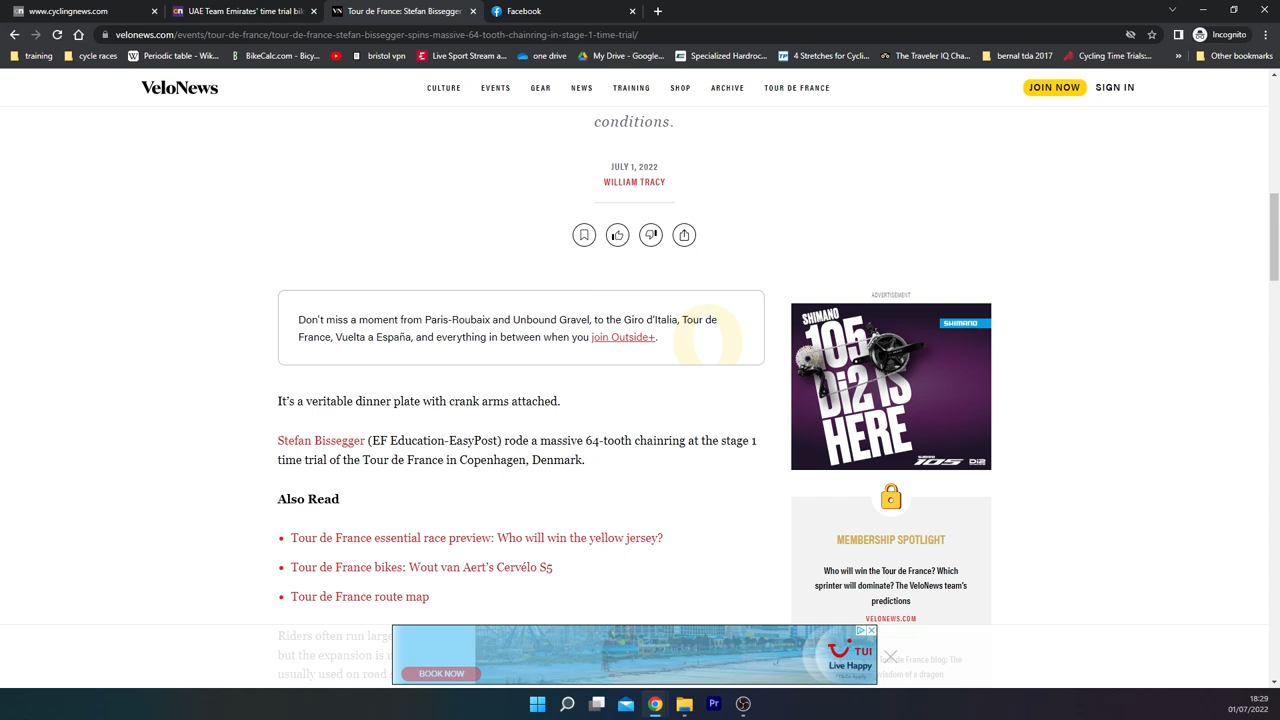 www.cyclingnews.com
UAE Team Emirates' time trial bik
Tour de France: Stefan Bissegger
Facebook
velonews.com/events/tour-de-france/tour-de-france-stefan-bissegger-spins-massive-64-tooth-chainring-in-stage-1-time-trial/
Incognito
training
cycle races
Periodic table - Wik...
BikeCalc.com - Bicy...
bristol vpn
Live Sport Stream a...
onedriving
My Drive - Google...
Specialized Hardroc...
4 Stretches for Cycli...
The Traveler IQ Cha...
bernal tda 2017
Cycling Time Trials:...
Other bookmarks
VeloNews
CULTURE
EVENTS
GEAR
NEWS
TRAINING
SHOP
ARCHIVE
TOUR DE FRANCE
JOIN NOW
SIGN IN
conditions.
JULY 1, 2022
WILLIAM TRACY
Don't miss a moment from Paris-Roubaix and Unbound Gravel, to the Giro d'Italia, Tour de
France, Vuelta a España, and everything in between when you join Outside+.
It's a veritable dinner plate with crank arms attached.
Stefan Bissegger (EF Education-EasyPost) rode a massive 64-tooth chainring at the stage 1
time trial of the Tour de France in Copenhagen, Denmark.
Also Read
Tour de France essential race preview: Who will win the yellow jersey?
Tour de France bikes: Wout van Aert's Cervélo S5
Tour de France route map
Riders often run large
but the expansion is u
usually used on road
ADVERTISEMENT
SHIMANO
105
Di2 IS
HERE
SHIMANO
SHIMANO 105 Di2
MEMBERSHIP SPOTLIGHT
Who will win the Tour de France? Which
sprinter will dominate? The VeloNews team's
predictions
VELONEWS.COM
de France blog: The
wisdom of a dragon
BOOK NOW
TUI
Live Happy
18:29
01/07/2022